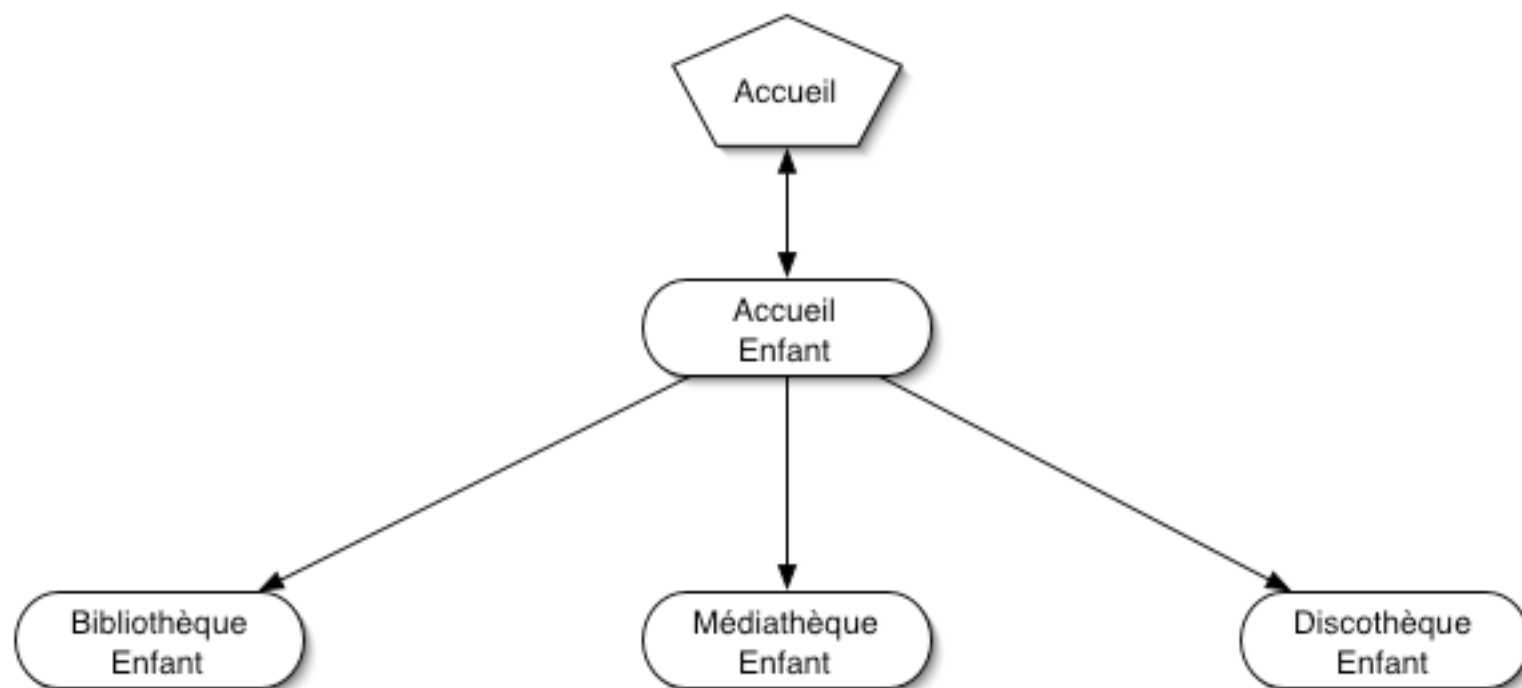 Accueil
Accueil
Enfant
Bibliothèque
Enfant
Médiathèque
Enfant
Discothèque
Enfant